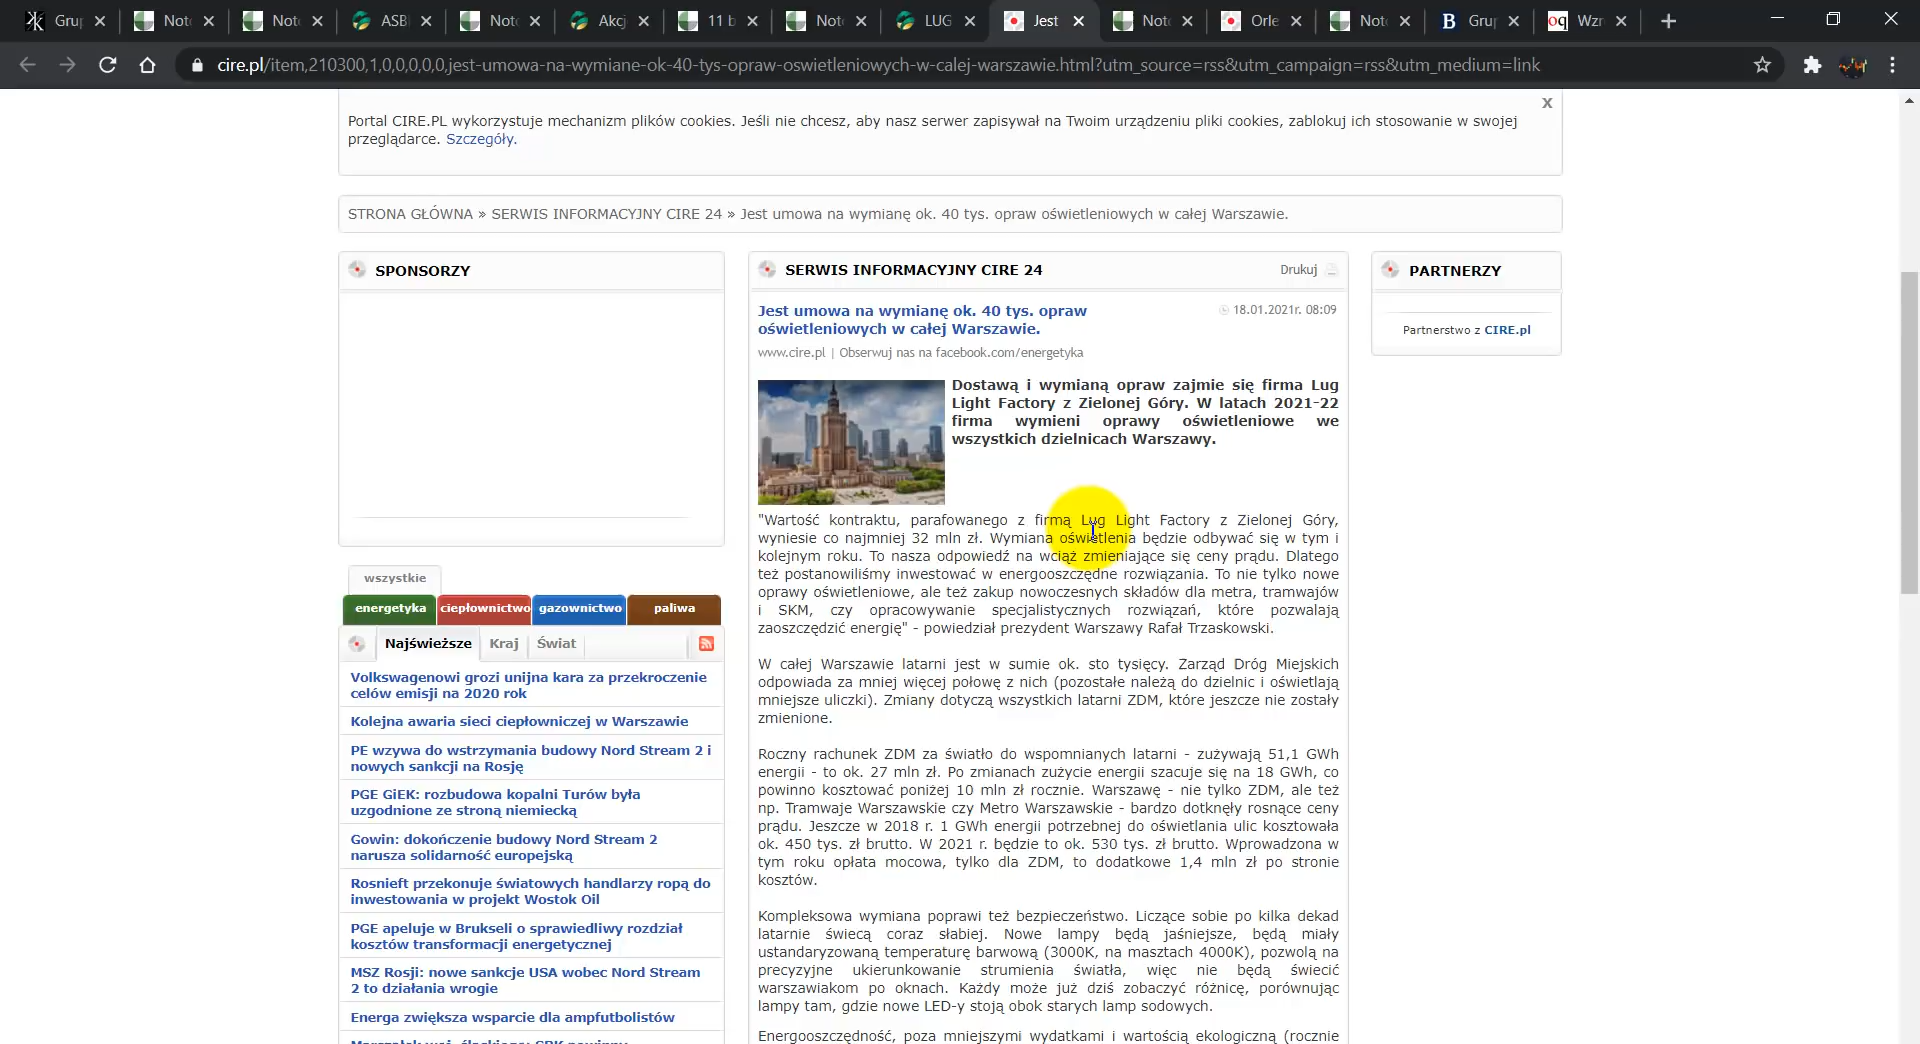 Gru
Not
Not
ASB
Not
Akcj
11 b
Not
LUG
Jest
Not
Orle
Not
Gru
Wzr
cire.pl/item,210300,1,0,0,0,0,0,jest-umowa-na-wymiane-ok-40-tys-opraw-oswietleniowych-w-calej-warszawie.html?utm_source=rss&utm_campaign=rss&utm_medium=link
x
Portal CIRE.PL wykorzystuje mechanizm plików cookies. Jeśli nie chcesz, aby nasz serwer zapisywał na Twoim urządzeniu pliki cookies, zablokuj ich stosowanie w swojej
przeglądarce. Szczegóły.
STRONA GŁÓWNA » SERWIS INFORMACYJNY CIRE 24 » Jest umowa na wymianę ok. 40 tys. opraw oświetleniowych w całej Warszawie.
SPONSORZY
wszystkie
energetyka ciepłownictwo gazownictwo paliwa
Najświeższe Kraj Świat
Volkswagenowi grozi unijna kara za przekroczenie
celów emisji na 2020 rok
Kolejna awaria sieci ciepłowniczej w Warszawie
PE wzywa do wstrzymania budowy Nord Stream 2 i
nowych sankcji na Rosję
PGE GiEK: rozbudowa kopalni Turów była
uzgodnione ze stroną niemiecką
Gowin: dokończenie budowy Nord Stream 2
narusza solidarność europejską
Rosnieft przekonuje światowych handlarzy ropą do
inwestowania w projekt Wostok Oil
PGE apeluje w Brukseli o sprawiedliwy rozdział
kosztów transformacji energetycznej
MSZ Rosji: nowe sankcje USA wobec Nord Stream
2 to działania wrogie
Energa zwiększa wsparcie dla ampfutbolistów
SERWIS INFORMACYJNY CIRE 24
Drukuj
Jest umowa na wymianę ok. 40 tys. opraw
oświetleniowych w całej Warszawie.
18.01.2021r. 08:09
www.cire.pl | Obserwuj nas na facebook.com/energetyka
Dostawą i wymianą opraw zajmie się firma Lug
Light Factory z Zielonej Góry. W latach 2021-22
firma wymieni oprawy oświetleniowe we
wszystkich dzielnicach Warszawy.
"Wartość kontraktu, parafowanego z firmą Lug Light Factory z Zielonej Góry,
wyniesie co najmniej 32 mln zł. Wymiana oświetlenia będzie odbywać się w tym i
kolejnym roku. To nasza odpowiedź na wciąż zmieniające się ceny prądu. Dlatego
też postanowiliśmy inwestować w energooszczędne rozwiązania. To nie tylko nowe
oprawy oświetleniowe, ale też zakup nowoczesnych składów dla metra, tramwajów
i SKM, czy opracowywanie specjalistycznych rozwiązań, które pozwalają
zaoszczędzić energię" - powiedział prezydent Warszawy Rafał Trzaskowski.
W całej Warszawie latarni jest w sumie ok. sto tysięcy. Zarząd Dróg Miejskich
odpowiada za mniej więcej połowę z nich (pozostałe należą do dzielnic i oświetlają
mniejsze uliczki). Zmiany dotyczą wszystkich latarni ZDM, które jeszcze nie zostały
zmienione.
Roczny rachunek ZDM za światło do wspomnianych latarni - zużywają 51,1 GWh
energii - to ok. 27 mln zł. Po zmianach zużycie energii szacuje się na 18 GWh, co
powinno kosztować poniżej 10 mln zł rocznie. Warszawę - nie tylko ZDM, ale też
np. Tramwaje Warszawskie czy Metro Warszawskie - bardzo dotknęły rosnące ceny
prądu. Jeszcze w 2018 r. 1 GWh energii potrzebnej do oświetlania ulic kosztowała
ok. 450 tys. zł brutto. W 2021 r. będzie to ok. 530 tys. zł brutto. Wprowadzona w
tym roku opłata mocowa, tylko dla ZDM, to dodatkowe 1,4 mln zł po stronie
kosztów.
Kompleksowa wymiana poprawi też bezpieczeństwo. Liczące sobie po kilka dekad
latarnie świecą coraz słabiej. Nowe lampy będą jaśniejsze, będą miały
ustandaryzowaną temperaturę barwową (3000K, na masztach 4000K), pozwolą na
precyzyjne ukierunkowanie strumienia światła, więc nie będą świecić
warszawiakom po oknach. Każdy może już dziś zobaczyć różnicę, porównując
lampy tam, gdzie nowe LED-y stoją obok starych lamp sodowych.
Energooszczędność, poza mniejszymi wydatkami i wartością ekologiczną (rocznie
PARTNERZY
Partnerstwo z CIRE.pl